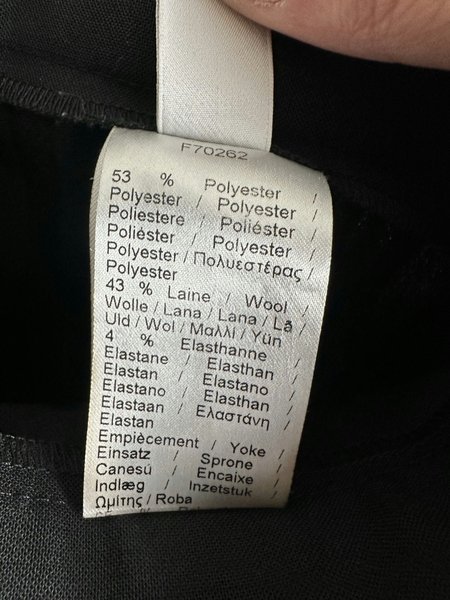 F70262
53 % Polyester /
Polyester / Polyester /
Poliestere / Poliéster /
Poliéster / Polyester /
Polyester / Πολυεστέρας /
Polyester
43 % Laine / Wool /
Wolle / Lana / Lana / Lã /
Uld / Wol / Μαλλί / Yün
4 % Elasthanne /
Elastane / Elasthan /
Elastan / Elastano /
Elastano / Elasthan /
Elastaan / Ελαστάνη /
Elastan
Empiècement / Yoke /
Einsatz / Sprone /
Canesú / Encaixe /
Indlæg / Inzetstuk /
Ωμίτης / Roba